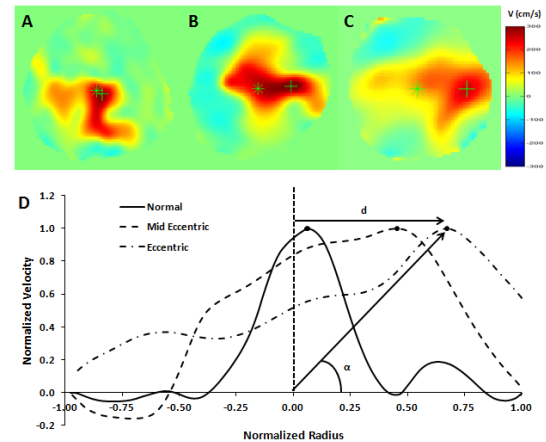 A
B
C
V (cm/s)
300
200
100
0
-100
-200
-300
D
1.2
1.0
0.8
0.6
0.4
0.2
0.0
-0.2
Normal
Mid Eccentric
Eccentric
d
α
-1.00 -0.75 -0.50 -0.25 0.00 0.25 0.50 0.75 1.00
Normalized Velocity
Normalized Radius